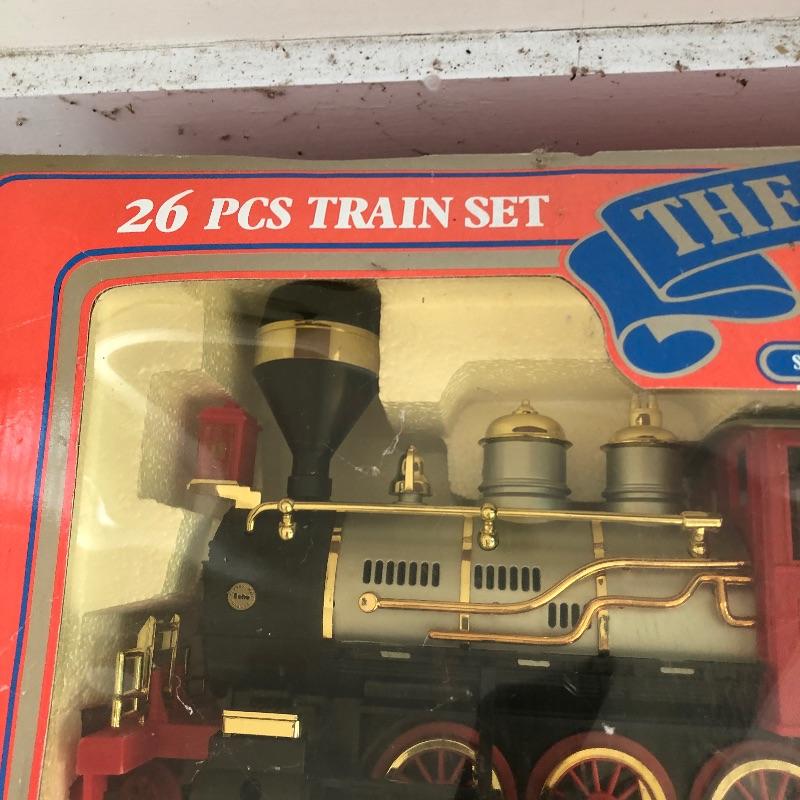 26 PCS TRAIN SET
THE